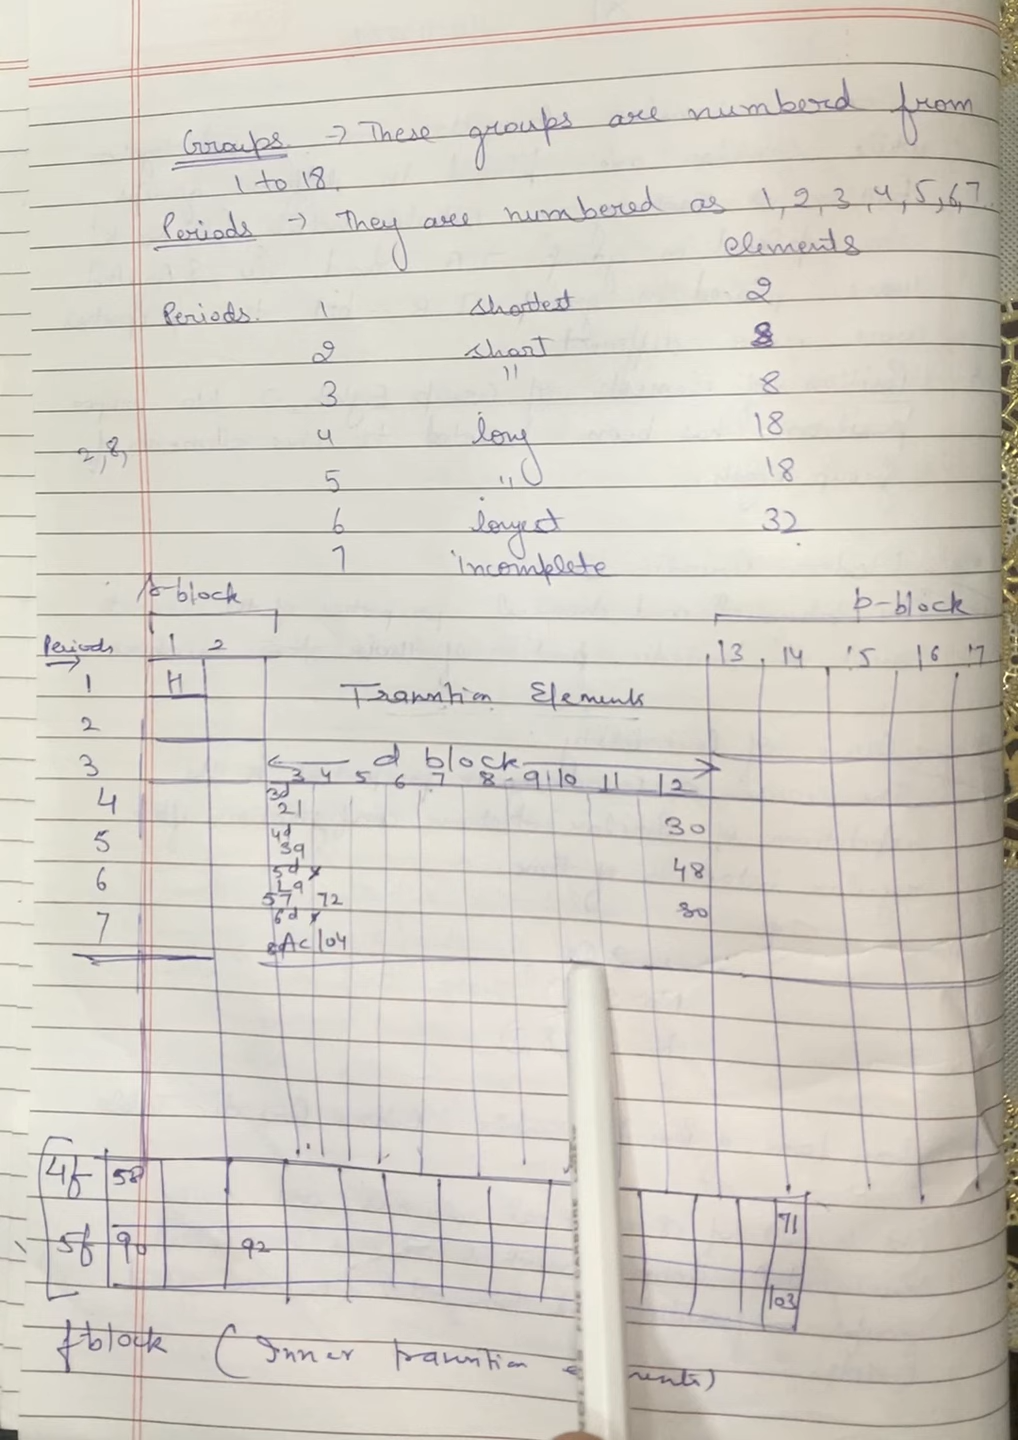 Groups → These groups are numberd from
1 to 18.
Periods → They are numbered as 1, 2, 3, 4, 5, 6, 7.
elements
Periods. 1 shortest 2
2 short 8
3 " 8
4 long 18
2, 8,
5 " 18
6 longest 32
7 incomplete
s-block p-block
Periods 1 2 13 14 15 16 17
1 H Transition Elements
2
3 ← d block →
3 4 5 6 7 8 9 10 11 12
4 3d
21 30
5 4d
39 48
6 5d
La
57 72 30
7 6d
Ac 104
4f 58 71
5f 90 92 103
f block (Inner transition